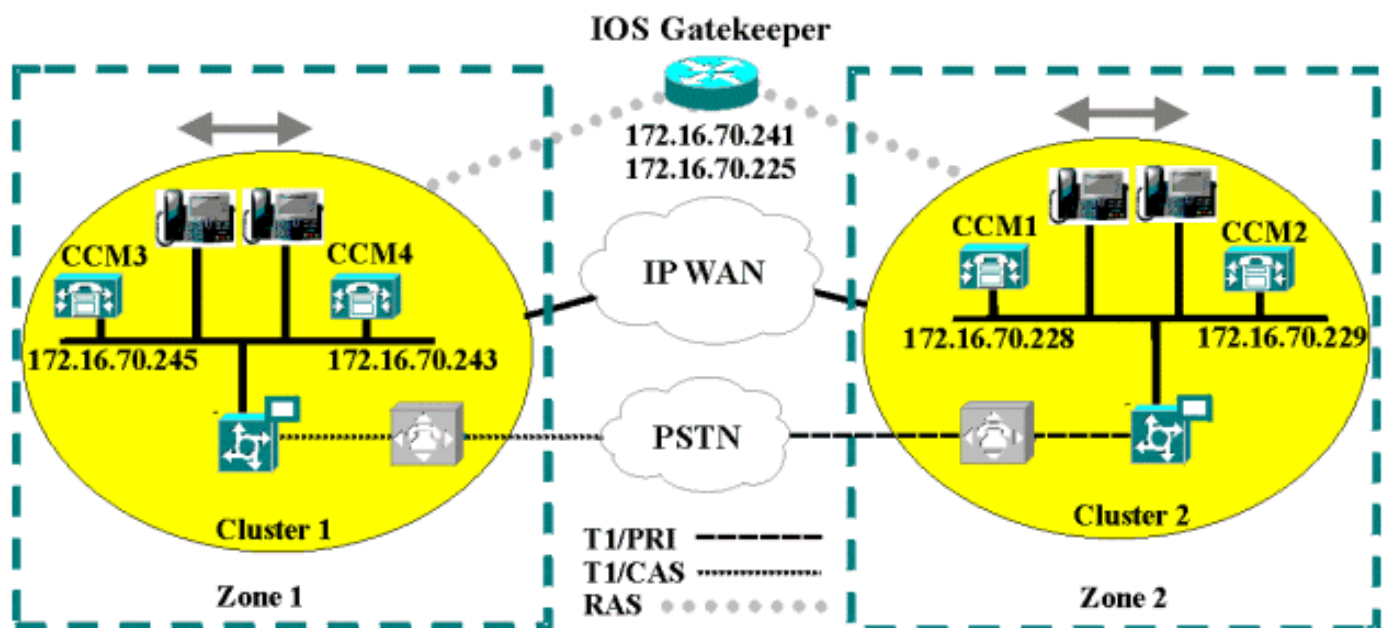 IOS Gatekeeper
172.16.70.241
172.16.70.225
CCM3
CCM4
172.16.70.245
172.16.70.243
Cluster 1
Zone 1
IP WAN
PSTN
T1/PRI
T1/CAS
RAS
CCM1
CCM2
172.16.70.228
172.16.70.229
Cluster 2
Zone 2